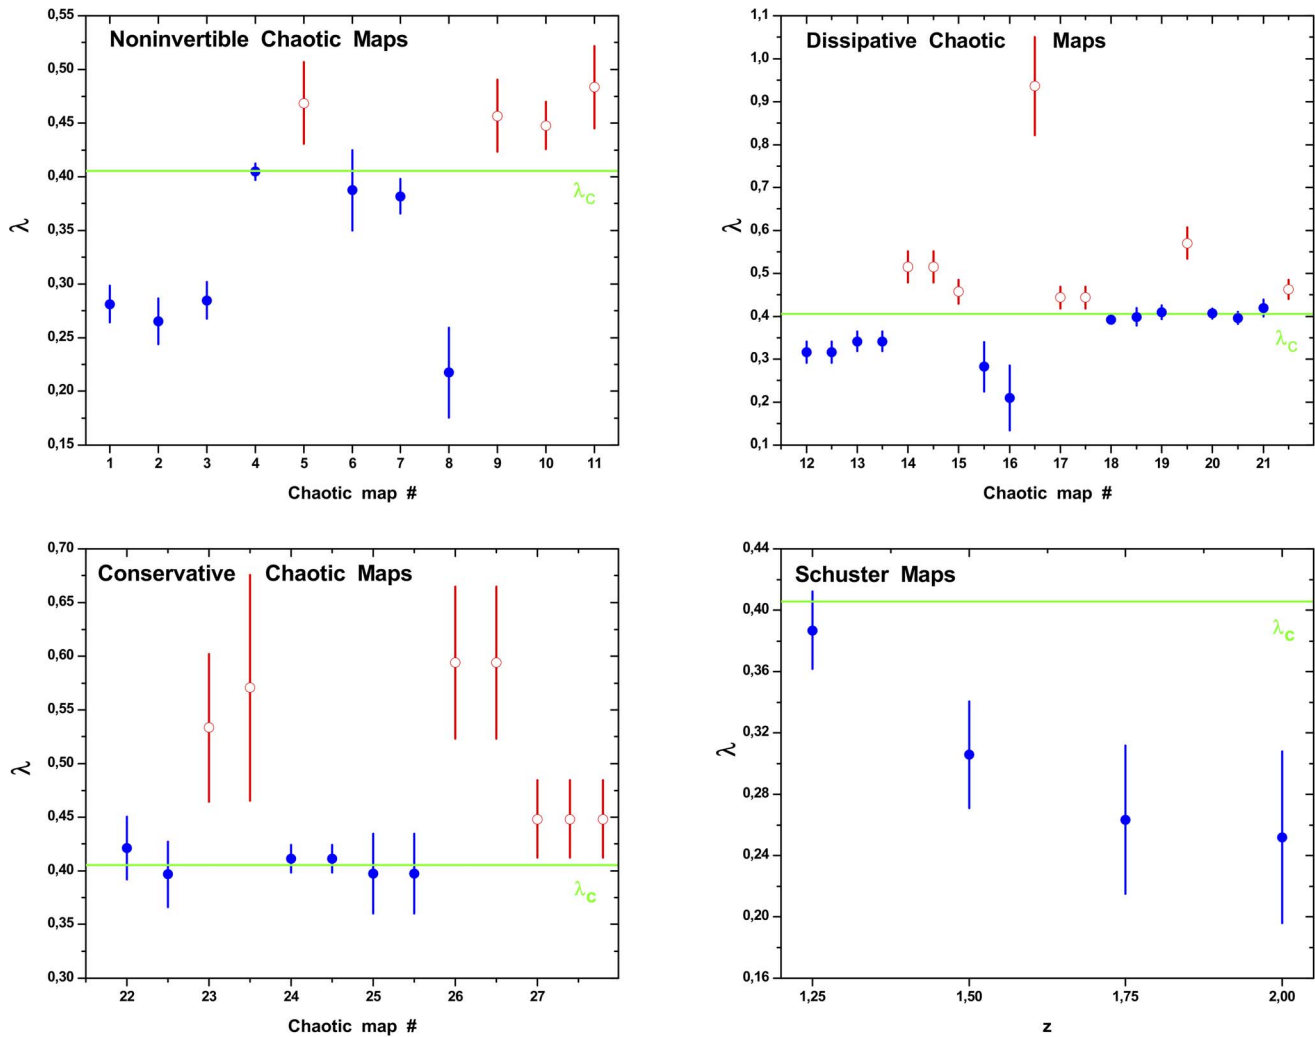 Noninvertible Chaotic Maps
0,55
0,50
0,45
0,40
0,35
0,30
0,25
0,20
0,15
λ
λC
1 2 3 4 5 6 7 8 9 10 11
Chaotic map #
Dissipative Chaotic Maps
1,1
1,0
0,9
0,8
0,7
0,6
0,5
0,4
0,3
0,2
0,1
λ
λC
12 13 14 15 16 17 18 19 20 21
Chaotic map #
Conservative Chaotic Maps
0,70
0,65
0,60
0,55
0,50
0,45
0,40
0,35
0,30
λ
λC
22 23 24 25 26 27
Chaotic map #
Schuster Maps
0,44
0,40
0,36
0,32
0,28
0,24
0,20
0,16
λ
λC
1,25 1,50 1,75 2,00
z